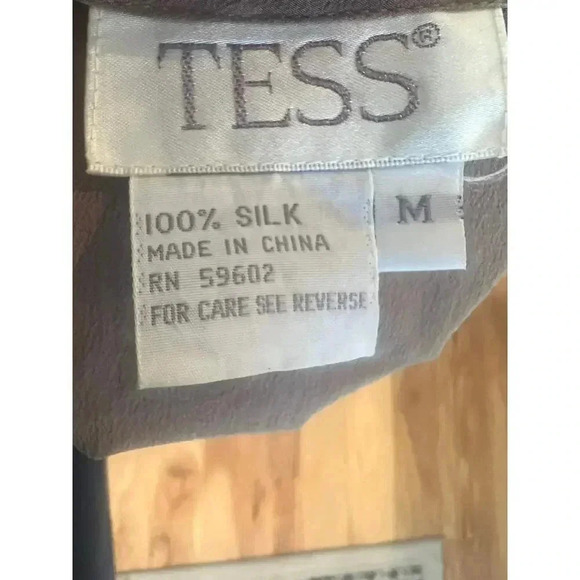 TESS®
100% SILK
MADE IN CHINA
RN 59602
FOR CARE SEE REVERSE
M